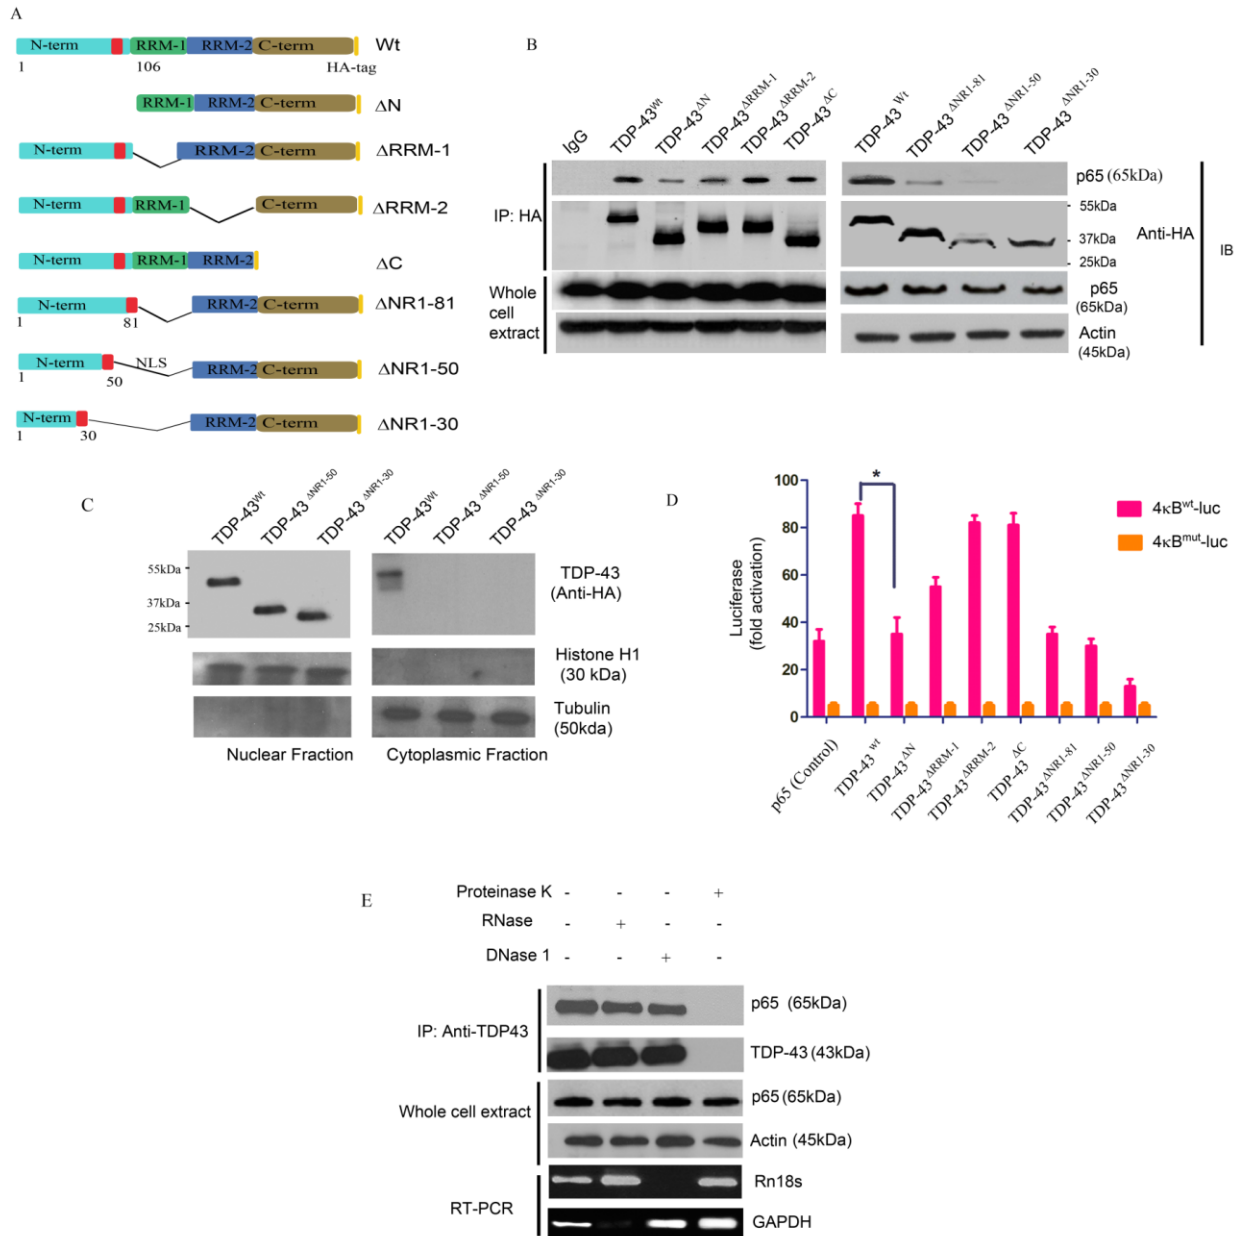 A
N-term RRM-1 RRM-2 C-term Wt
1 106 HA-tag
RRM-1 RRM-2 C-term ΔN
N-term RRM-2 C-term ΔRRM-1
N-term RRM-1 C-term ΔRRM-2
N-term RRM-1 RRM-2 ΔC
N-term RRM-2 C-term ΔNR1-81
1 81
N-term NLS RRM-2 C-term ΔNR1-50
1 50
N-term RRM-2 C-term ΔNR1-30
1 30
B
IgG TDP-43Wt TDP-43ΔN TDP-43ΔRRM-1 TDP-43ΔRRM-2 TDP-43ΔC TDP-43Wt TDP-43ΔNR1-81 TDP-43ΔNR1-50 TDP-43ΔNR1-30
IP: HA
Whole
cell
extract
p65 (65kDa)
55kDa
37kDa
25kDa
Anti-HA
p65
(65kDa)
Actin
(45kDa)
IB
C
TDP-43Wt TDP-43ΔNR1-50 TDP-43ΔNR1-30 TDP-43Wt TDP-43ΔNR1-50 TDP-43ΔNR1-30
55kDa
37kDa
25kDa
TDP-43
(Anti-HA)
Histone H1
(30 kDa)
Tubulin
(50kda)
Nuclear Fraction Cytoplasmic Fraction
D
Luciferase
(fold activation)
100
80
60
40
20
0
*
4κBwt-luc
4κBmut-luc
p65 (Control) TDP-43wt TDP-43ΔN TDP-43ΔRRM-1 TDP-43ΔRRM-2 TDP-43ΔC TDP-43ΔNR1-81 TDP-43ΔNR1-50 TDP-43ΔNR1-30
E
Proteinase K - - - +
RNase - + - -
DNase 1 - - + -
IP: Anti-TDP43
p65 (65kDa)
TDP-43 (43kDa)
Whole cell extract
p65 (65kDa)
Actin (45kDa)
RT-PCR
Rn18s
GAPDH